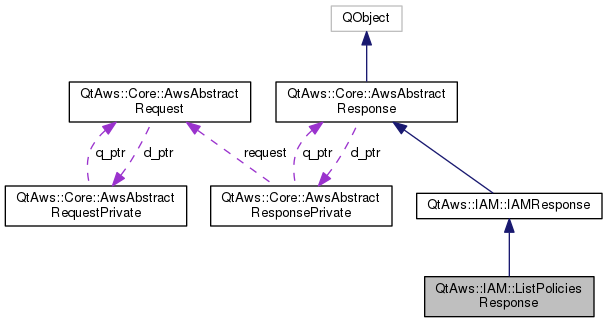 QObject
QtAws::Core::AwsAbstract
Request
QtAws::Core::AwsAbstract
Response
q_ptr
d_ptr
request
q_ptr
d_ptr
QtAws::Core::AwsAbstract
RequestPrivate
QtAws::Core::AwsAbstract
ResponsePrivate
QtAws::IAM::IAMResponse
QtAws::IAM::ListPolicies
Response